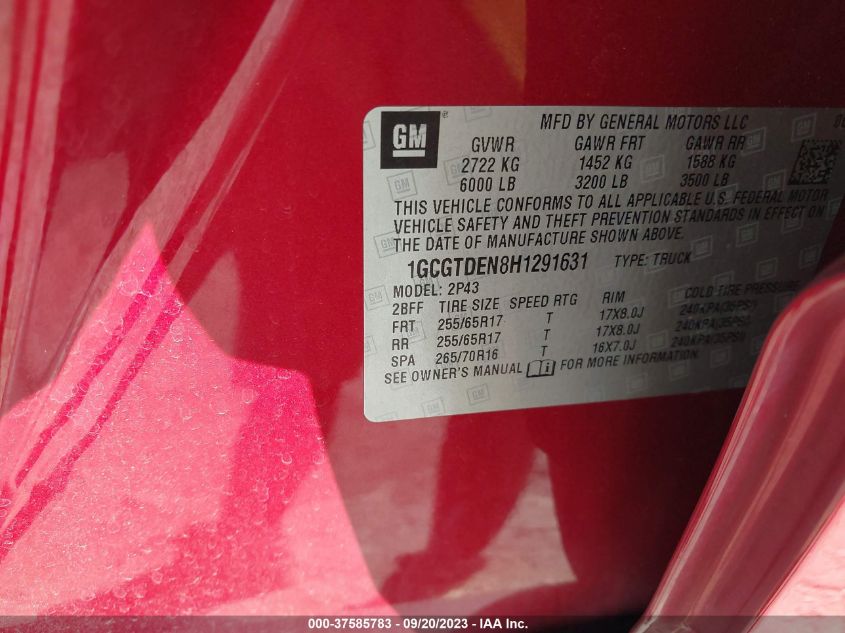 GM
MFD BY GENERAL MOTORS LLC
GVWR GAWR FRT GAWR RR
2722 KG 1452 KG 1588 KG
6000 LB 3200 LB 3500 LB
THIS VEHICLE CONFORMS TO ALL APPLICABLE U.S. FEDERAL MOTOR
VEHICLE SAFETY AND THEFT PREVENTION STANDARDS IN EFFECT ON
THE DATE OF MANUFACTURE SHOWN ABOVE.
1GCGTDEN8H1291631 TYPE: TRUCK
MODEL: 2P43
2BFF TIRE SIZE SPEED RTG RIM COLD TIRE PRESSURE
FRT 255/65R17 T 17X8.0J 240KPA(35PSI)
RR 255/65R17 T 17X8.0J 240KPA(35PSI)
SPA 265/70R16 T 16X7.0J 240KPA(35PSI)
SEE OWNER'S MANUAL FOR MORE INFORMATION.
000-37585783 - 09/20/2023 - IAA Inc.